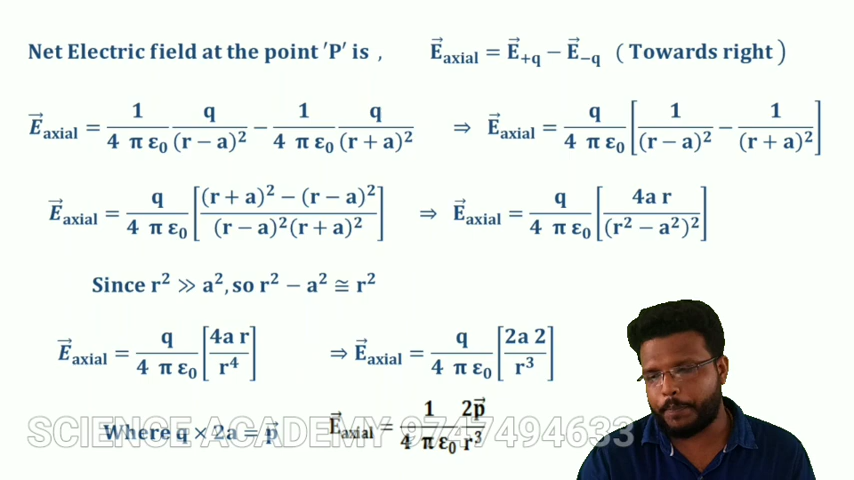 Net Electric field at the point 'P' is , E⃗axial = E⃗+q − E⃗−q ( Towards right )
E⃗axial = 1/(4 π ε₀) q/(r − a)² − 1/(4 π ε₀) q/(r + a)² ⇒ E⃗axial = q/(4 π ε₀) [1/(r − a)² − 1/(r + a)²]
E⃗axial = q/(4 π ε₀) [((r + a)² − (r − a)²)/((r − a)²(r + a)²)] ⇒ E⃗axial = q/(4 π ε₀) [4a r/(r² − a²)²]
Since r² ≫ a², so r² − a² ≅ r²
E⃗axial = q/(4 π ε₀) [4a r/r⁴] ⇒ E⃗axial = q/(4 π ε₀) [2a 2/r³]
Where q × 2a = p⃗ E⃗axial = 1/(4 π ε₀) 2p⃗/r³
SCIENCE ACADEMY 9747494633